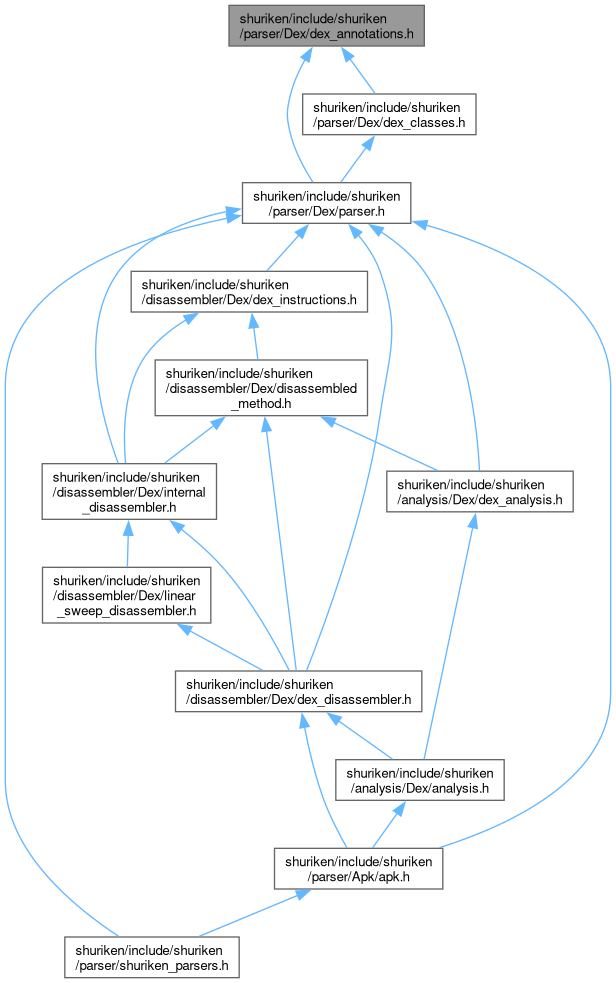 shuriken/include/shuriken
/parser/Dex/dex_annotations.h
shuriken/include/shuriken
/parser/Dex/dex_classes.h
shuriken/include/shuriken
/parser/Dex/parser.h
shuriken/include/shuriken
/disassembler/Dex/dex_instructions.h
shuriken/include/shuriken
/disassembler/Dex/disassembled
_method.h
shuriken/include/shuriken
/disassembler/Dex/internal
_disassembler.h
shuriken/include/shuriken
/analysis/Dex/dex_analysis.h
shuriken/include/shuriken
/disassembler/Dex/linear
_sweep_disassembler.h
shuriken/include/shuriken
/disassembler/Dex/dex_disassembler.h
shuriken/include/shuriken
/analysis/Dex/analysis.h
shuriken/include/shuriken
/parser/Apk/apk.h
shuriken/include/shuriken
/parser/shuriken_parsers.h